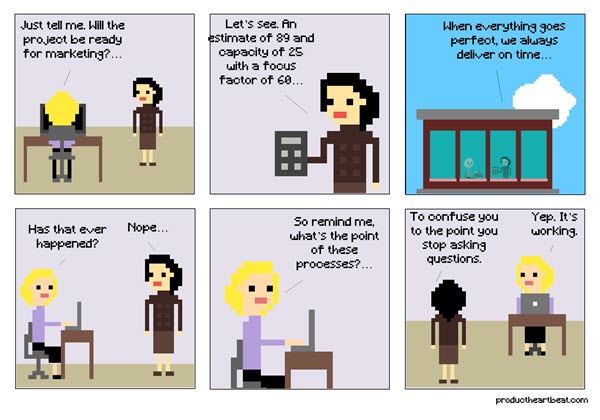 Just tell me. Will the
project be ready
for marketing?...
Let's see. An
estimate of 89 and
capacity of 25
with a focus
factor of 60...
When everything goes
perfect, we always
deliver on time...
Has that ever
happened?
Nope...
So remind me,
what's the point
of these
processes?...
To confuse you
to the point you
stop asking
questions.
Yep. It's
working.
productheartbeat.com